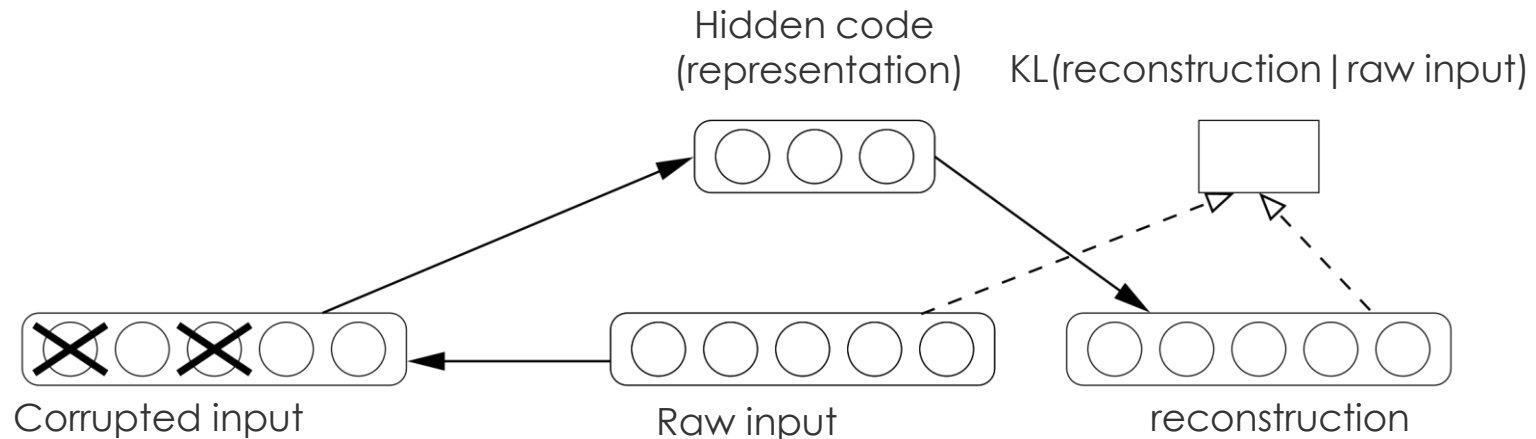 Hidden code
(representation)
KL(reconstruction|raw input)
Corrupted input
Raw input
reconstruction